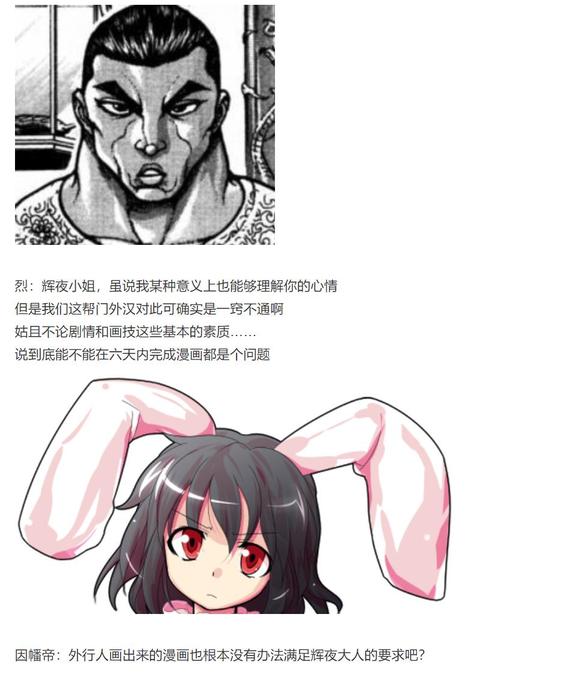 烈：辉夜小姐，虽说我某种意义上也能够理解你的心情
但是我们这帮门外汉对此可确实是一窍不通啊
姑且不论剧情和画技这些基本的素质……
说到底能不能在六天内完成漫画都是个问题
因幡帝：外行人画出来的漫画也根本没有办法满足辉夜大人的要求吧？